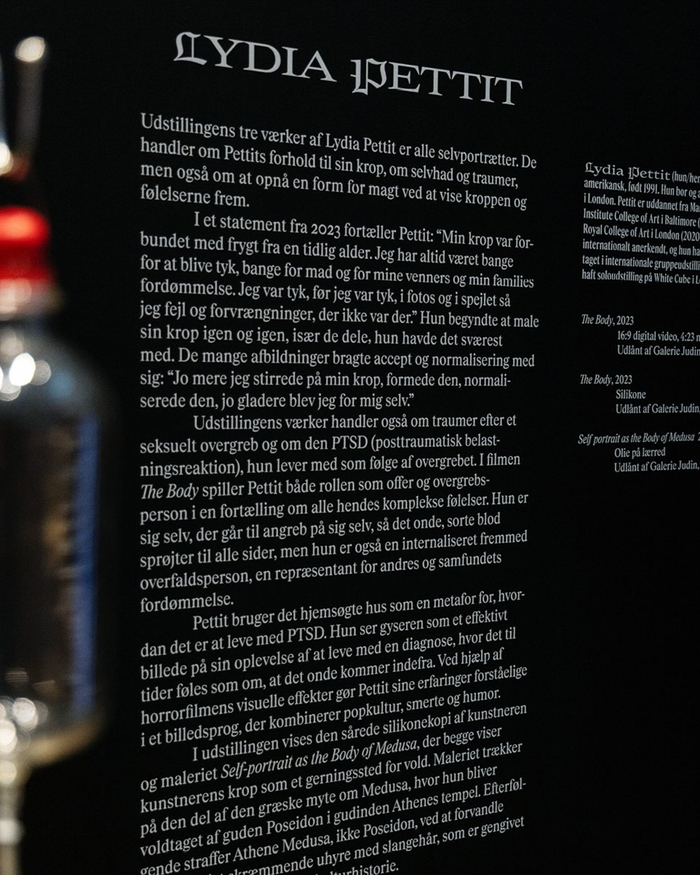 LYDIA PETTIT
Udstillingens tre værker af Lydia Pettit er alle selvportrætter. De
handler om Pettits forhold til sin krop, om selvhad og traumer,
men også om at opnå en form for magt ved at vise kroppen og
følelserne frem.
I et statement fra 2023 fortæller Pettit: “Min krop var for-
bundet med frygt fra en tidlig alder. Jeg har altid været bange
for at blive tyk, bange for mad og for mine venners og min families
fordømmelse. Jeg var tyk, før jeg var tyk, i fotos og i spejlet så
jeg fejl og forvrængninger, der ikke var der.” Hun begyndte at male
sin krop igen og igen, især de dele, hun havde det sværest
med. De mange afbildninger bragte accept og normalisering med
sig: “Jo mere jeg stirrede på min krop, formede den, normali-
serede den, jo gladere blev jeg for mig selv.”
Udstillingens værker handler også om traumer efter et
seksuelt overgreb og om den PTSD (posttraumatisk belast-
ningsreaktion), hun lever med som følge af overgrebet. I filmen
The Body spiller Pettit både rollen som offer og overgrebs-
person i en fortælling om alle hendes komplekse følelser. Hun er
sig selv, der går til angreb på sig selv, så det onde, sorte blod
sprøjter til alle sider, men hun er også en internaliseret fremmed
overfaldsperson, en repræsentant for andres og samfundets
fordømmelse.
Pettit bruger det hjemsøgte hus som en metafor for, hvor-
dan det er at leve med PTSD. Hun ser gyseren som et effektivt
billede på sin oplevelse af at leve med en diagnose, hvor det til
tider føles som om, at det onde kommer indefra. Ved hjælp af
horrorfilmens visuelle effekter gør Pettit sine erfaringer forståelige
i et billedsprog, der kombinerer popkultur, smerte og humor.
I udstillingen vises den sårede silikonekopi af kunstneren
og maleriet Self-portrait as the Body of Medusa, der begge viser
kunstnerens krop som et gerningssted for vold. Maleriet trækker
på den del af den græske myte om Medusa, hvor hun bliver
voldtaget af guden Poseidon i gudinden Athenes tempel. Efterføl-
gende straffer Athene Medusa, ikke Poseidon, ved at forvandle
uhyre med slangehår, som er gengivet
Lydia Pettit (hun/her
amerikansk, født 1991. Hun bor og
i London. Pettit er uddannet fra
Institute College of Art i Baltimore
Royal College of Art i London (2020
internationalt anerkendt, og hun
taget i internationale
haft soloudstilling på White Cube i
The Body, 2023
16:9 digital video, 4:23
Udlånt af Galerie Judin
The Body, 2023
Silikone
Udlånt af Galerie Judin,
Self portrait as the Body of Medusa
Olie på lærred
Udlånt af Galerie Judin,